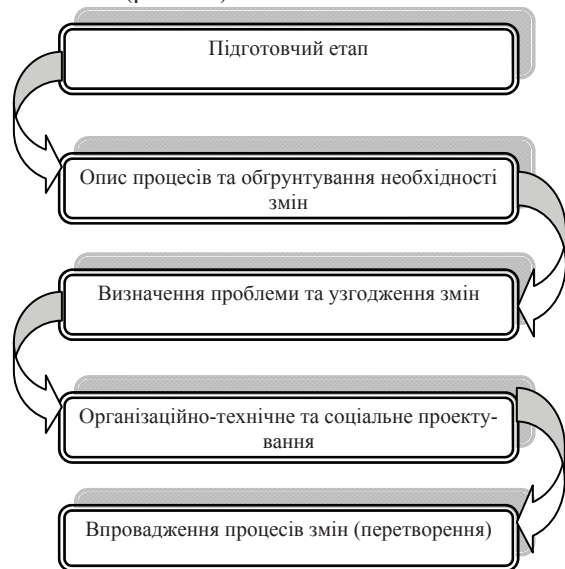 Підготовчий етап
Опис процесів та обґрунтування необхідності
змін
Визначення проблеми та узгодження змін
Організаційно-технічне та соціальне проекту-
вання
Впровадження процесів змін (перетворення)